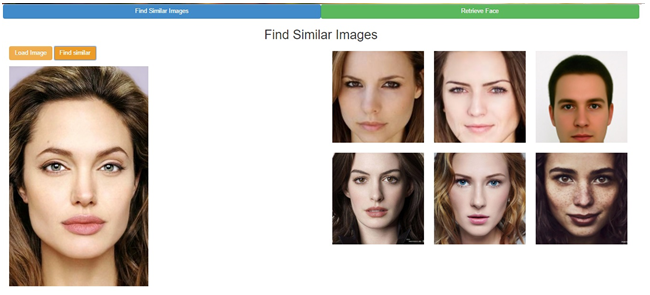 Find Similar Images
Retrieve Face
Find Similar Images
Load Image
Find similar